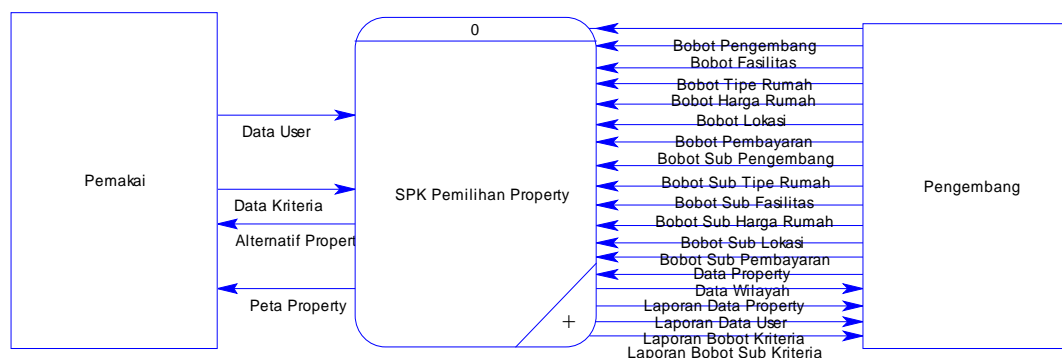 0
Bobot Pengembang
Bobot Fasilitas
Bobot Tipe Rumah
Bobot Harga Rumah
Bobot Lokasi
Data User
Bobot Pembayaran
Bobot Sub Pengembang
Pemakai
Bobot Sub Tipe Rumah
SPK Pemilihan Property
Pengembang
Data Kriteria
Bobot Sub Fasilitas
Bobot Sub Harga Rumah
Alternatif Propert
Bobot Sub Lokasi
Bobot Sub Pembayaran
Data Property
Data Wilayah
Peta Property
Laporan Data Property
Laporan Data User
+
Laporan Bobot Kriteria
Laporan Bobot Sub Kriteria